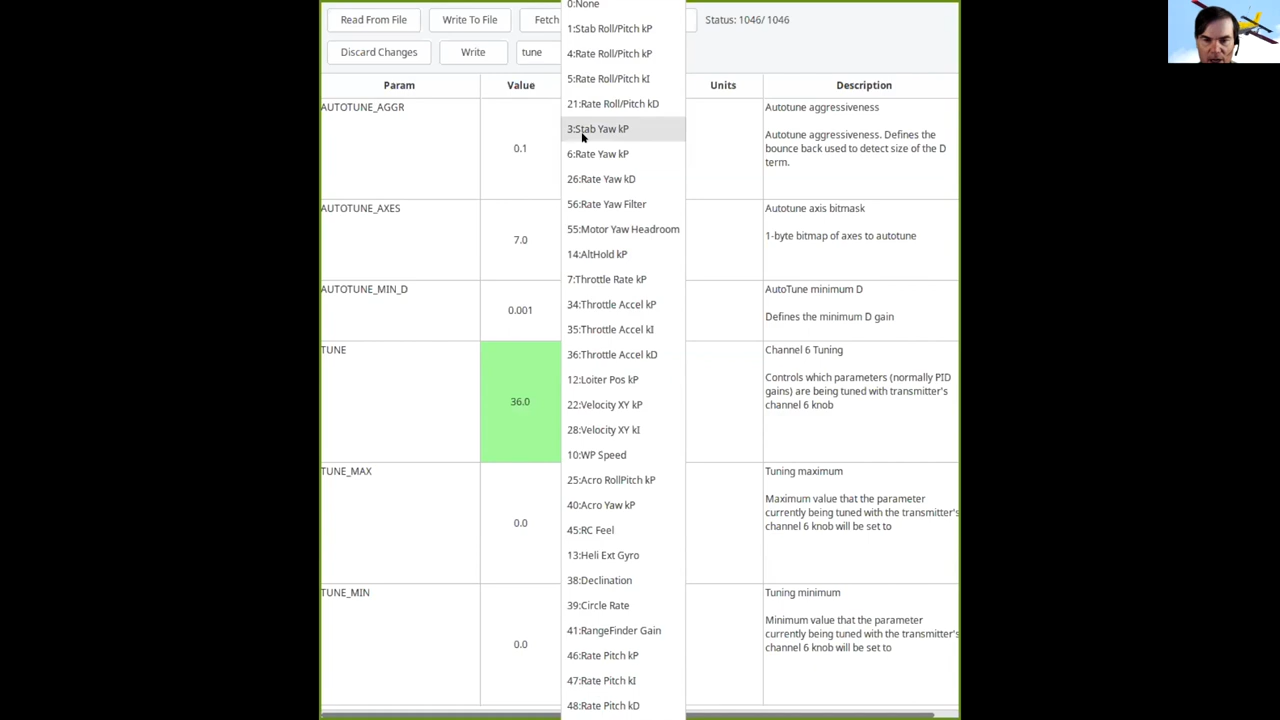 Read From File
Write To File
Fetch
Status: 1046/ 1046
Discard Changes
Write
tune
Param
Value
Units
Description
AUTOTUNE_AGGR
0.1
Autotune aggressiveness
Autotune aggressiveness. Defines the
bounce back used to detect size of the D
term.
AUTOTUNE_AXES
7.0
Autotune axis bitmask
1-byte bitmap of axes to autotune
AUTOTUNE_MIN_D
0.001
AutoTune minimum D
Defines the minimum D gain
TUNE
36.0
Channel 6 Tuning
Controls which parameters (normally PID
gains) are being tuned with transmitter's
channel 6 knob
TUNE_MAX
0.0
Tuning maximum
Maximum value that the parameter
currently being tuned with the transmitter's
channel 6 knob will be set to
TUNE_MIN
0.0
Tuning minimum
Minimum value that the parameter
currently being tuned with the transmitter's
channel 6 knob will be set to
0:None
1:Stab Roll/Pitch kP
4:Rate Roll/Pitch kP
5:Rate Roll/Pitch kI
21:Rate Roll/Pitch kD
3:Stab Yaw kP
6:Rate Yaw kP
26:Rate Yaw kD
56:Rate Yaw Filter
55:Motor Yaw Headroom
14:AltHold kP
7:Throttle Rate kP
34:Throttle Accel kP
35:Throttle Accel kI
36:Throttle Accel kD
12:Loiter Pos kP
22:Velocity XY kP
28:Velocity XY kI
10:WP Speed
25:Acro RollPitch kP
40:Acro Yaw kP
45:RC Feel
13:Heli Ext Gyro
38:Declination
39:Circle Rate
41:RangeFinder Gain
46:Rate Pitch kP
47:Rate Pitch kI
48:Rate Pitch kD